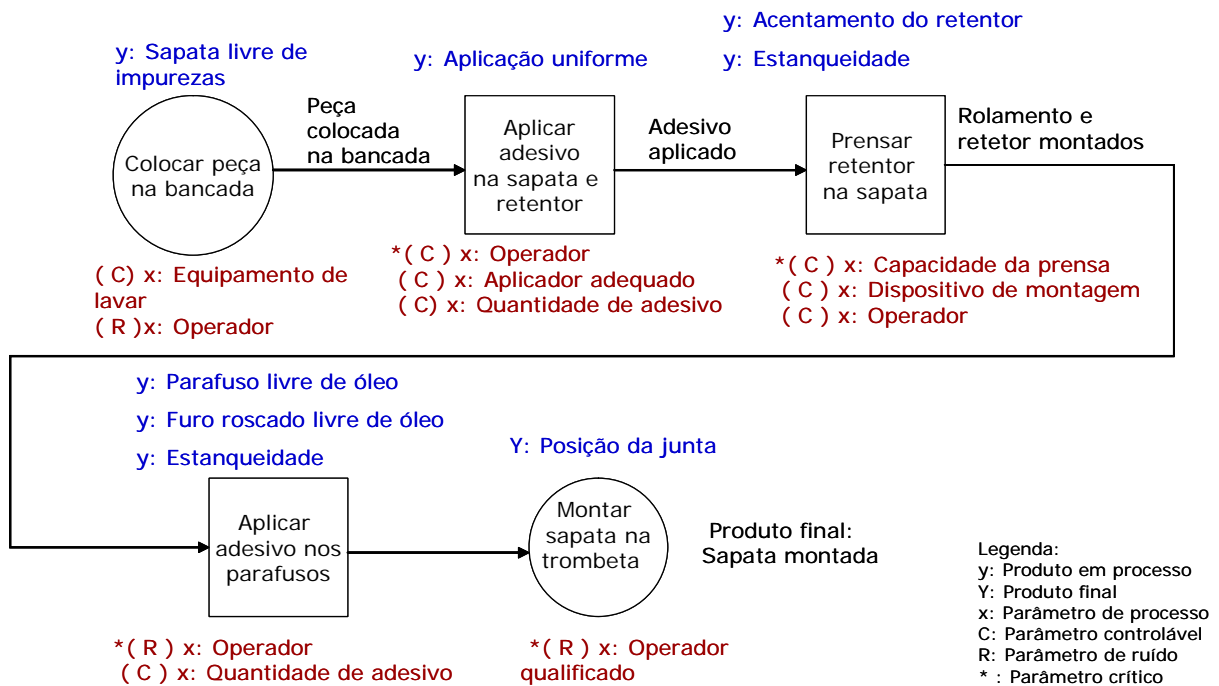 y: Sapata livre de
impurezas
y: Aplicação uniforme
y: Acentamento do retentor
y: Estanqueidade
Colocar peça
na bancada
Peça
colocada
na bancada
Aplicar
adesivo
na sapata e
retentor
Adesivo
aplicado
Prensar
retentor
na sapata
Rolamento e
retetor montados
( C) x: Equipamento de
lavar
( R )x: Operador
*( C ) x: Operador
( C ) x: Aplicador adequado
( C) x: Quantidade de adesivo
*( C ) x: Capacidade da prensa
( C ) x: Dispositivo de montagem
( C ) x: Operador
y: Parafuso livre de óleo
y: Furo roscado livre de óleo
y: Estanqueidade
Y: Posição da junta
Aplicar
adesivo nos
parafusos
Montar
sapata na
trombeta
Produto final:
Sapata montada
*( R ) x: Operador
( C ) x: Quantidade de adesivo
*( R ) x: Operador
qualificado
Legenda:
y: Produto em processo
Y: Produto final
x: Parâmetro de processo
C: Parâmetro controlável
R: Parâmetro de ruído
* : Parâmetro crítico